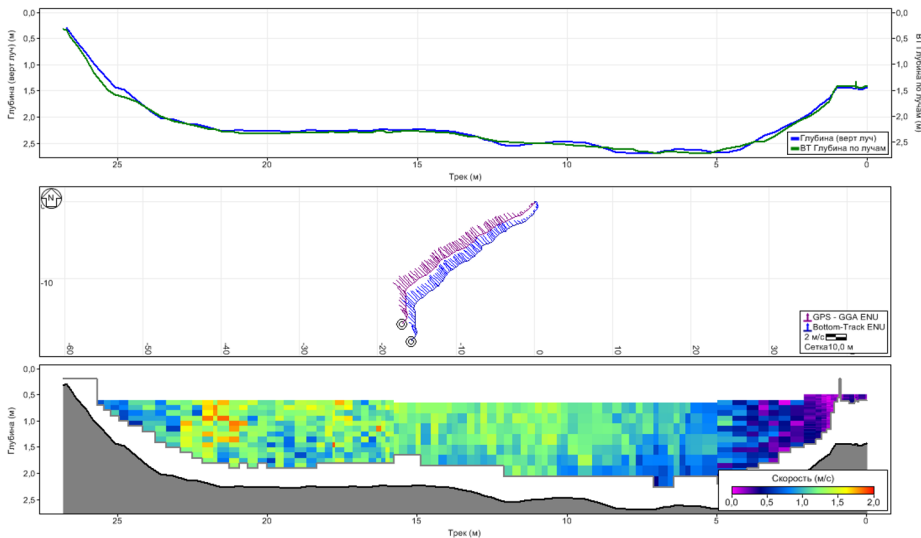 0,0
0,5
1,0
1,5
2,0
2,5
Глубина (верт луч) (м)
0,0
0,5
1,0
1,5
2,0
2,5
ВТ Глубина по лучам (м)
Глубина (верт луч)
ВТ Глубина по лучам
25 20 15 10 5 0
Трек (м)
N
-10
-60 -50 -40 -30 -20 -10 0 10 20 30
GPS - GGA ENU
Bottom-Track ENU
2 м/с
Сетка10,0 м
0,0
0,5
1,0
1,5
2,0
2,5
Глубина (м)
Скорость (м/с)
0,0 0,5 1,0 1,5 2,0
25 20 15 10 5 0
Трек (м)